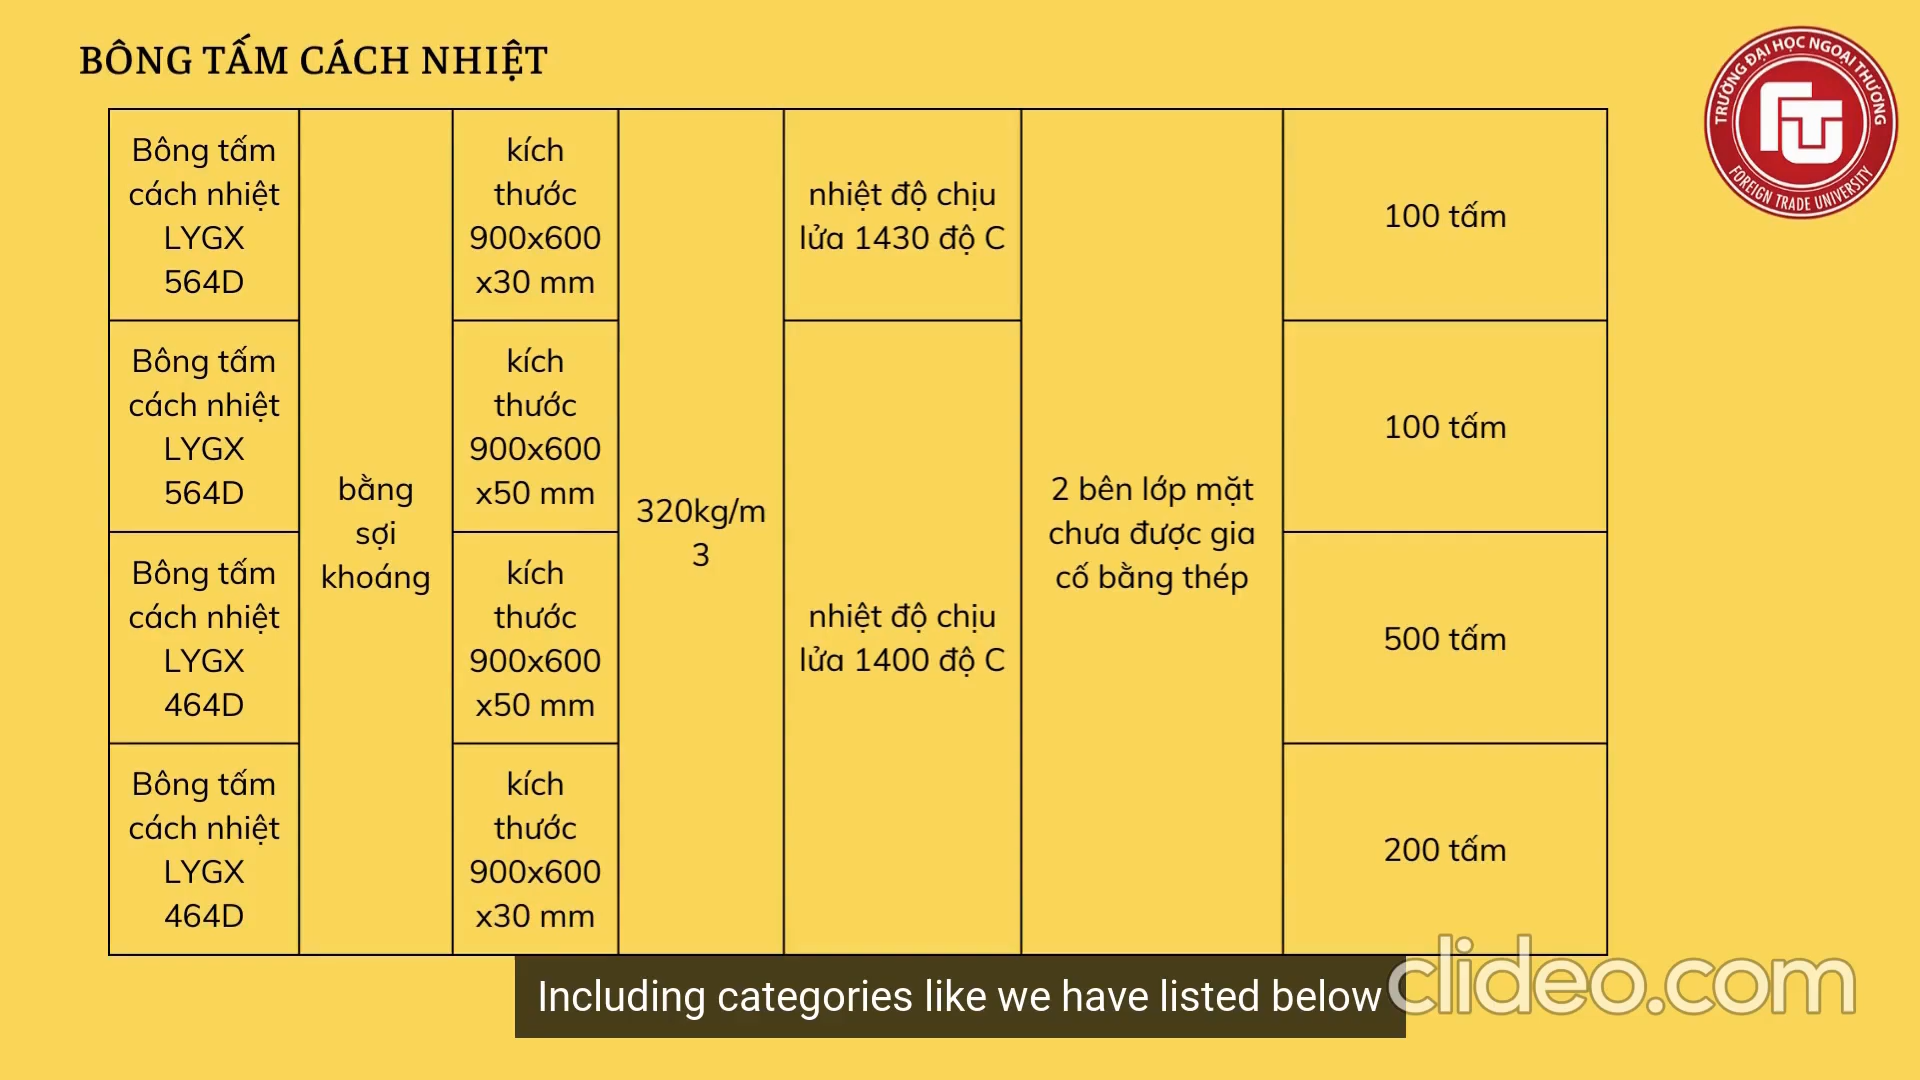 BÔNG TẤM CÁCH NHIỆT
TRƯỜNG ĐẠI HỌC NGOẠI THƯƠNG
FOREIGN TRADE UNIVERSITY
Bông tấm
cách nhiệt
LYGX
564D
bằng
sợi
khoáng
kích
thước
900x600
x30 mm
320kg/m
3
nhiệt độ chịu
lửa 1430 độ C
2 bên lớp mặt
chưa được gia
cố bằng thép
100 tấm
Bông tấm
cách nhiệt
LYGX
564D
kích
thước
900x600
x50 mm
nhiệt độ chịu
lửa 1400 độ C
100 tấm
Bông tấm
cách nhiệt
LYGX
464D
kích
thước
900x600
x50 mm
500 tấm
Bông tấm
cách nhiệt
LYGX
464D
kích
thước
900x600
x30 mm
200 tấm
Including categories like we have listed below
clideo.com